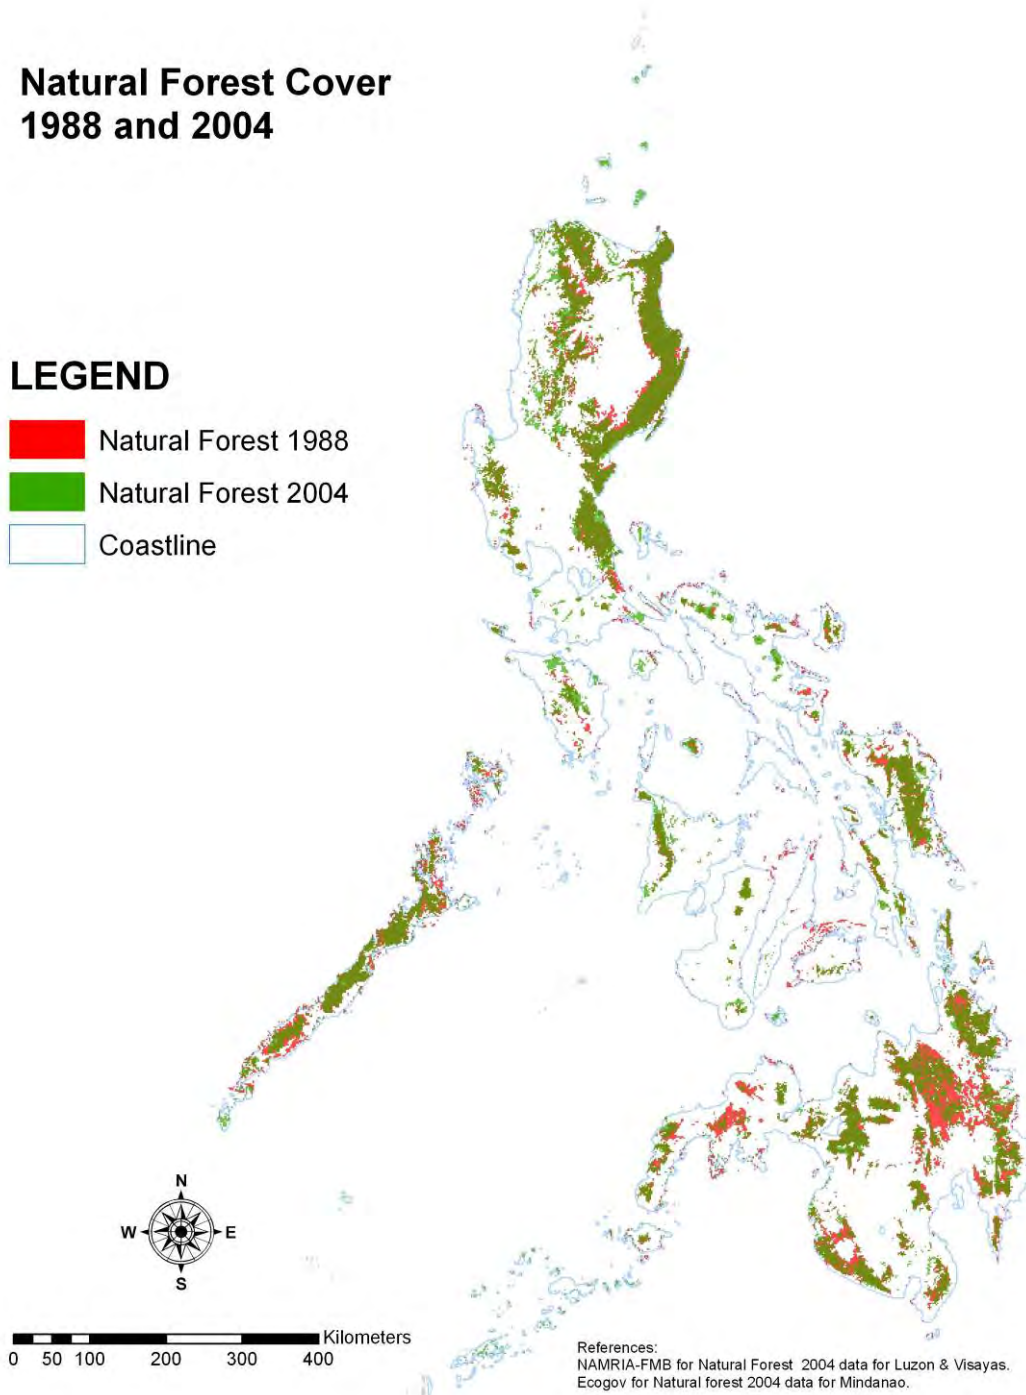 Natural Forest Cover
1988 and 2004
LEGEND
Natural Forest 1988
Natural Forest 2004
Coastline
N
W E
S
Kilometers
0 50 100 200 300 400
References:
NAMRIA-FMB for Natural Forest 2004 data for Luzon & Visayas.
Ecogov for Natural forest 2004 data for Mindanao.